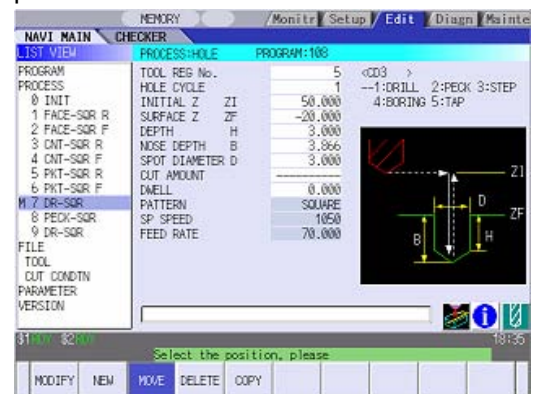 MEMORY Monitr Setup Edit Diagn Mainte
NAVI MAIN CHECKER
LIST VIEW PROCESS:HOLE PROGRAM:108
PROGRAM
PROCESS
0 INIT
1 FACE-SQR R
2 FACE-SQR F
3 CNT-SQR R
4 CNT-SQR F
5 PKT-SQR R
6 PKT-SQR F
M 7 DR-SQR
8 PECK-SQR
9 DR-SQR
FILE
TOOL
CUT CONDTN
PARAMETER
VERSION
TOOL REG No. 5 <CD3 >
HOLE CYCLE 1 --1:DRILL 2:PECK 3:STEP
INITIAL Z ZI 50.000 4:BORING 5:TAP
SURFACE Z ZF -20.000
DEPTH H 3.000
NOSE DEPTH B 3.866
SPOT DIAMETER D 3.000
CUT AMOUNT --------
DWELL 0.000
PATTERN SQUARE
SP SPEED 1050
FEED RATE 70.000
ZI
D
ZF
B
H
$1 RDY $2 RDY 18:35
Select the position, please
MODIFY NEW MOVE DELETE COPY